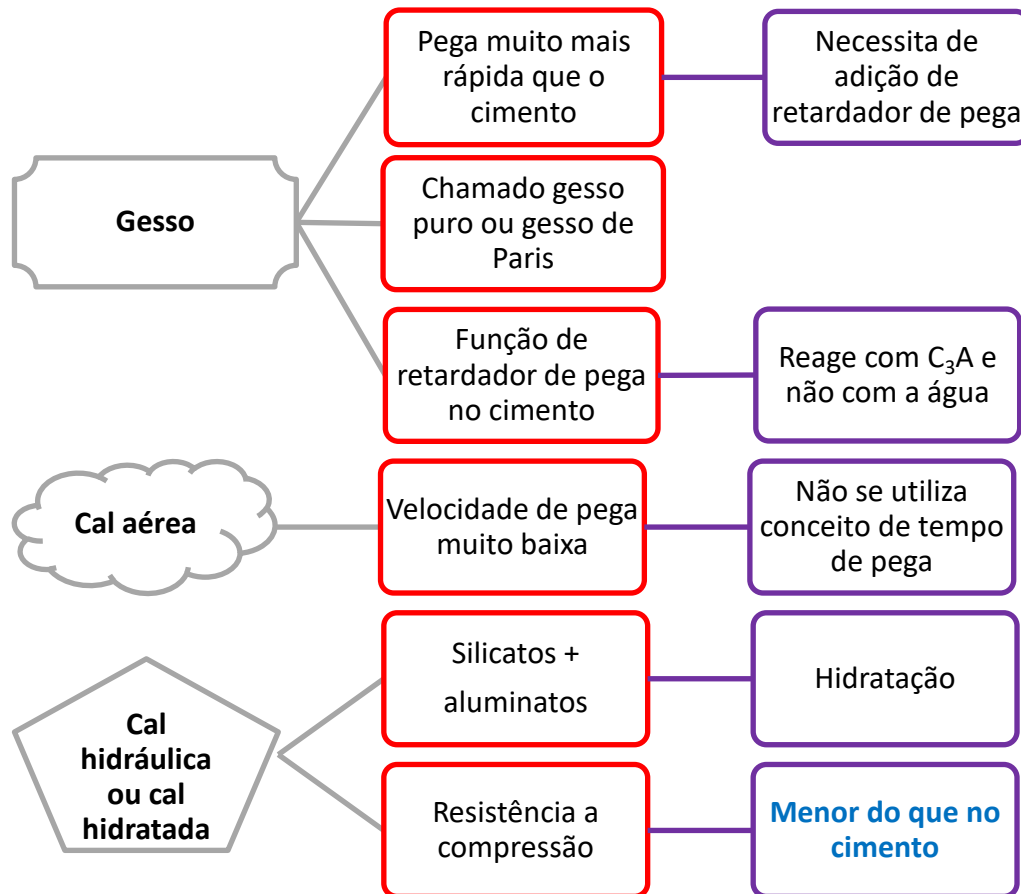 Pega muito mais
rápida que o
cimento
Necessita de
adição de
retardador de pega
Gesso
Chamado gesso
puro ou gesso de
Paris
Função de
retardador de pega
no cimento
Reage com C₃A e
não com a água
Cal aérea
Velocidade de pega
muito baixa
Não se utiliza
conceito de tempo
de pega
Cal
hidráulica
ou cal
hidratada
Silicatos +
aluminatos
Hidratação
Resistência a
compressão
Menor do que no
cimento